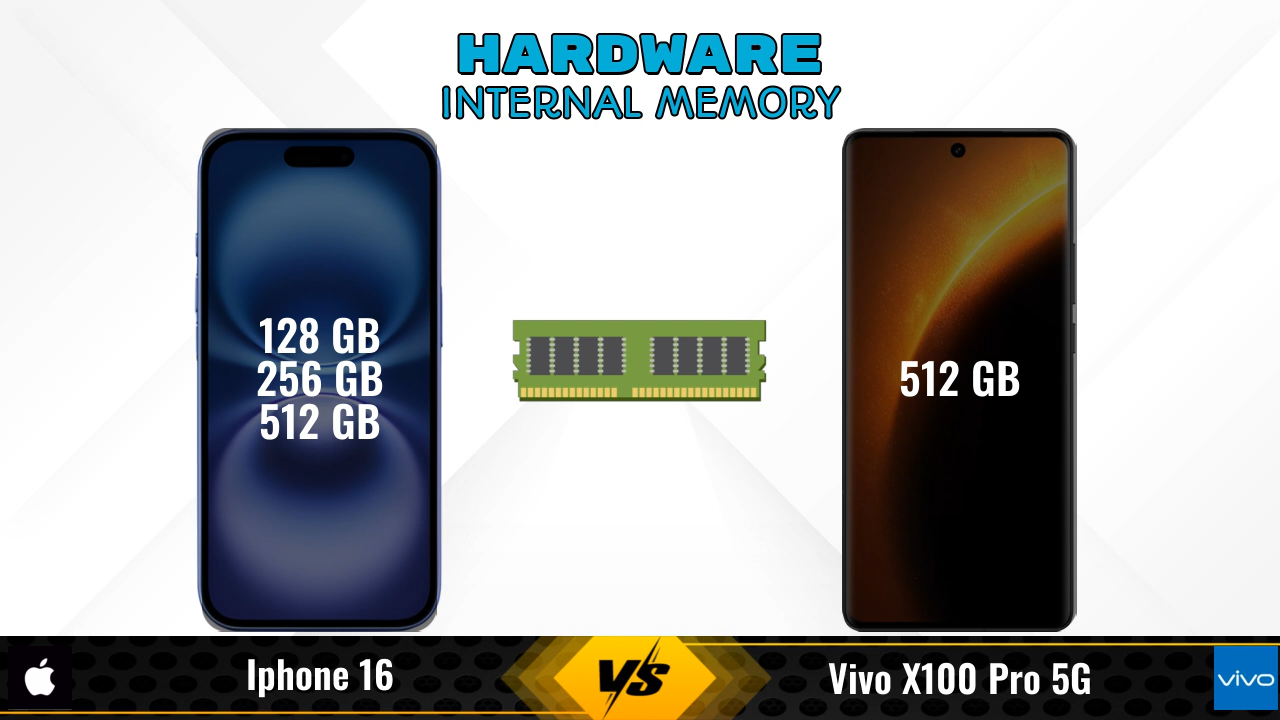 HARDWARE
INTERNAL MEMORY
128 GB
256 GB
512 GB
512 GB
Iphone 16
VS
Vivo X100 Pro 5G
vivo